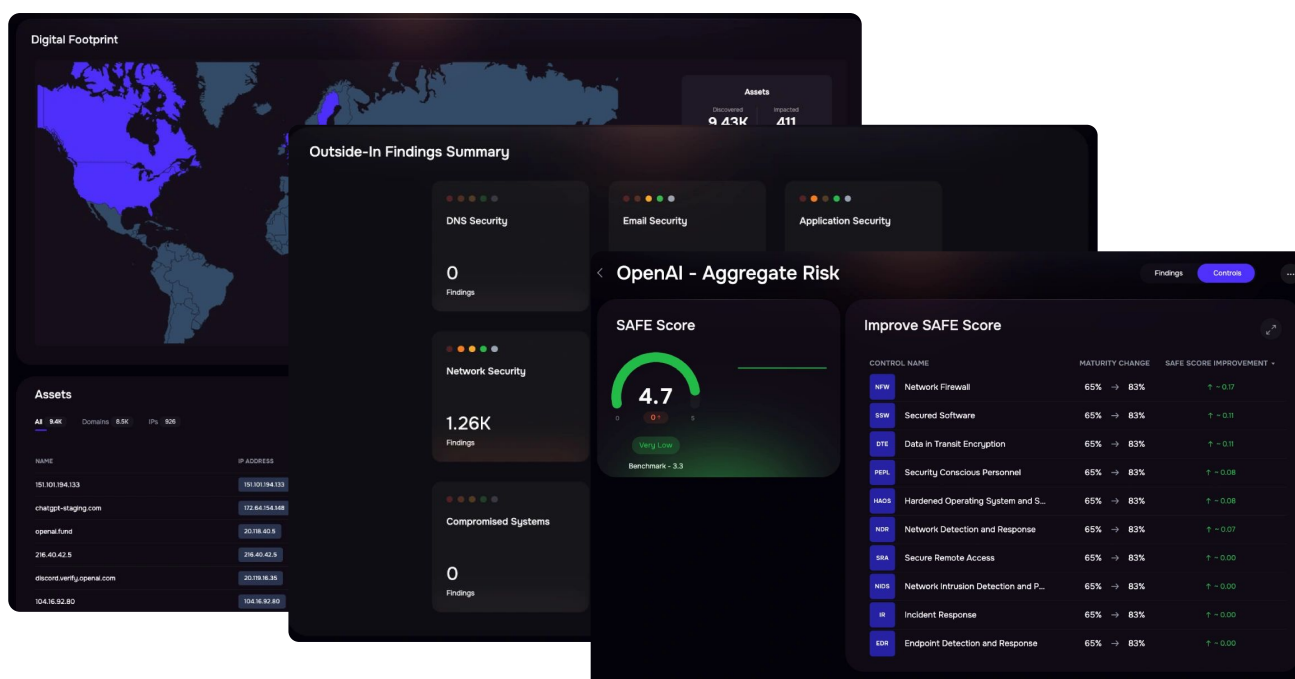 Digital Footprint
Assets
Discovered Impacted
9.43K 411
Assets
All 9.4K Domains 8.5K IPs 926
NAME IP ADDRESS
151.101.194.133 151.101.194.133
chatgpt-staging.com 172.64.154.148
openai.fund 20.118.40.5
216.40.42.5 216.40.42.5
discord.verify.openai.com 20.119.16.35
104.16.92.80 104.16.92.80
Outside-In Findings Summary
DNS Security
0
Findings
Email Security
Application Security
Network Security
1.26K
Findings
Compromised Systems
0
Findings
< OpenAI - Aggregate Risk
Findings Controls ...
SAFE Score
4.7
0 5
0 ↑
Very Low
Benchmark - 3.3
Improve SAFE Score
CONTROL NAME MATURITY CHANGE SAFE SCORE IMPROVEMENT
NFW Network Firewall 65% → 83% ↑ ~ 0.17
SSW Secured Software 65% → 83% ↑ ~ 0.11
DTE Data in Transit Encryption 65% → 83% ↑ ~ 0.11
PEPL Security Conscious Personnel 65% → 83% ↑ ~ 0.08
HAOS Hardened Operating System and S... 65% → 83% ↑ ~ 0.08
NDR Network Detection and Response 65% → 83% ↑ ~ 0.07
SRA Secure Remote Access 65% → 83% ↑ ~ 0.00
NIDS Network Intrusion Detection and P... 65% → 83% ↑ ~ 0.00
IR Incident Response 65% → 83% ↑ ~ 0.00
EDR Endpoint Detection and Response 65% → 83% ↑ ~ 0.00